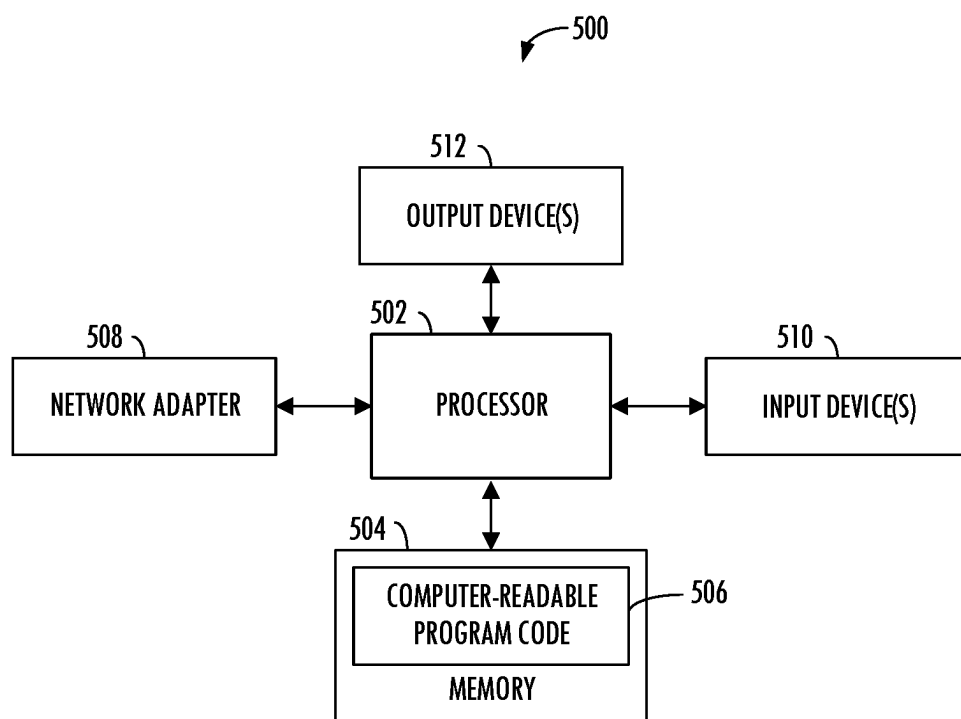 500
512
OUTPUT DEVICE(S)
502
508
510
NETWORK ADAPTER
PROCESSOR
INPUT DEVICE(S)
504
506
COMPUTER-READABLE
PROGRAM CODE
MEMORY